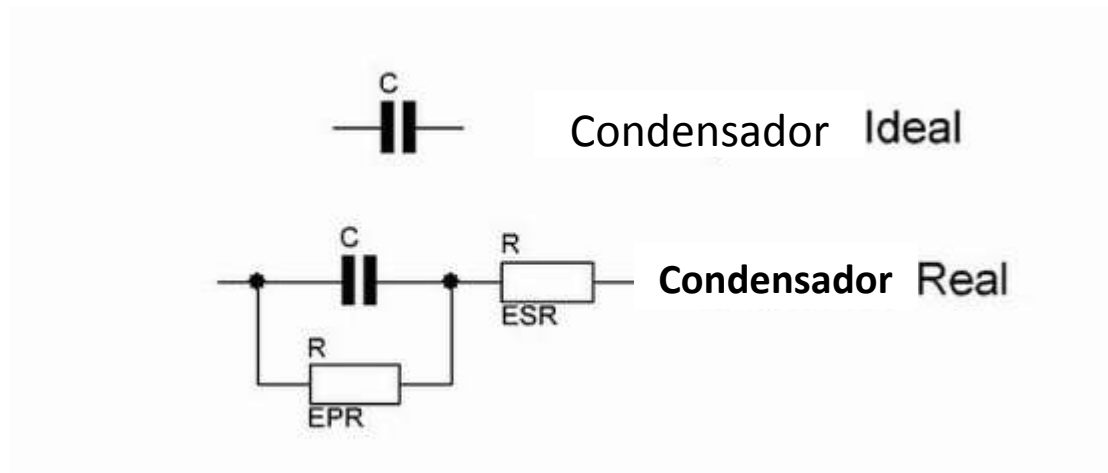 C
Condensador Ideal
C
R
Condensador Real
ESR
R
EPR